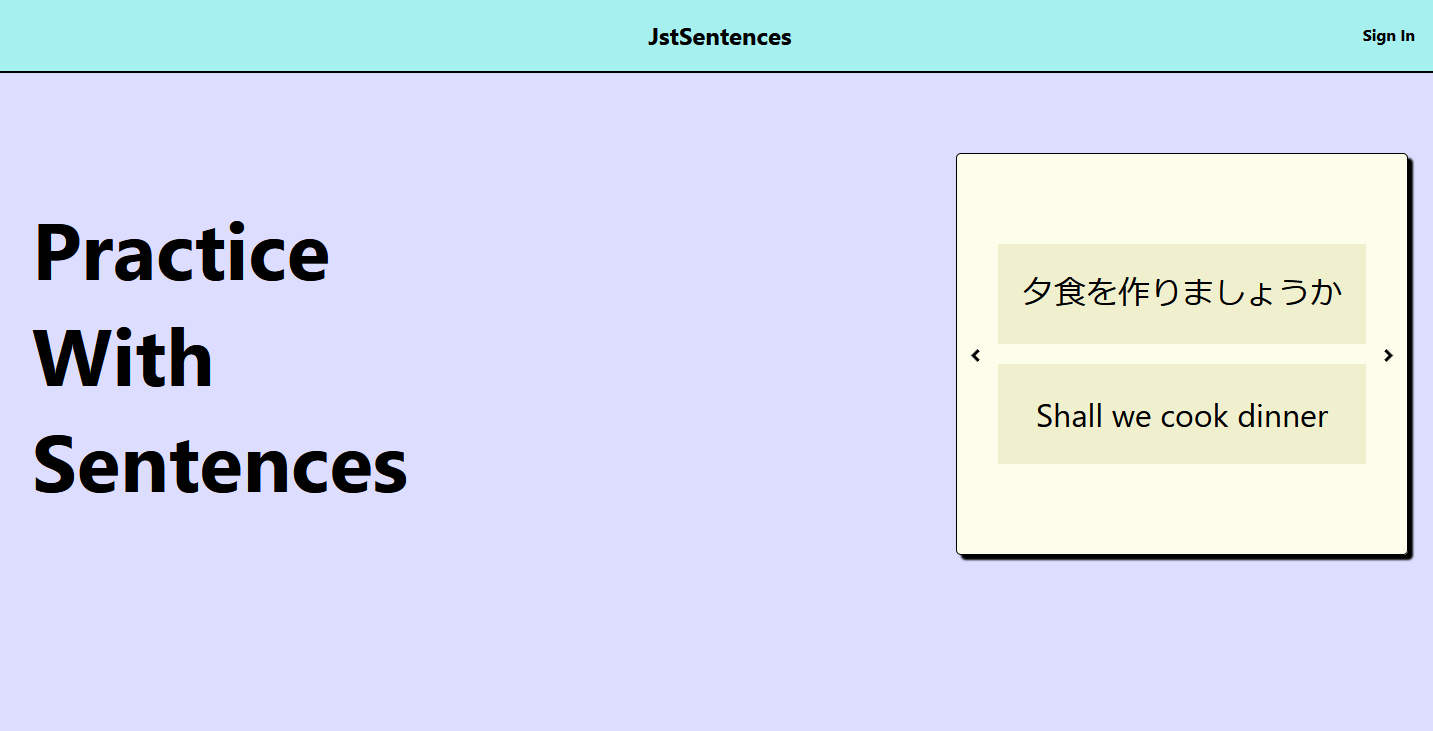 JstSentences
Sign In
Practice
With
Sentences
夕食を作りましょうか
Shall we cook dinner